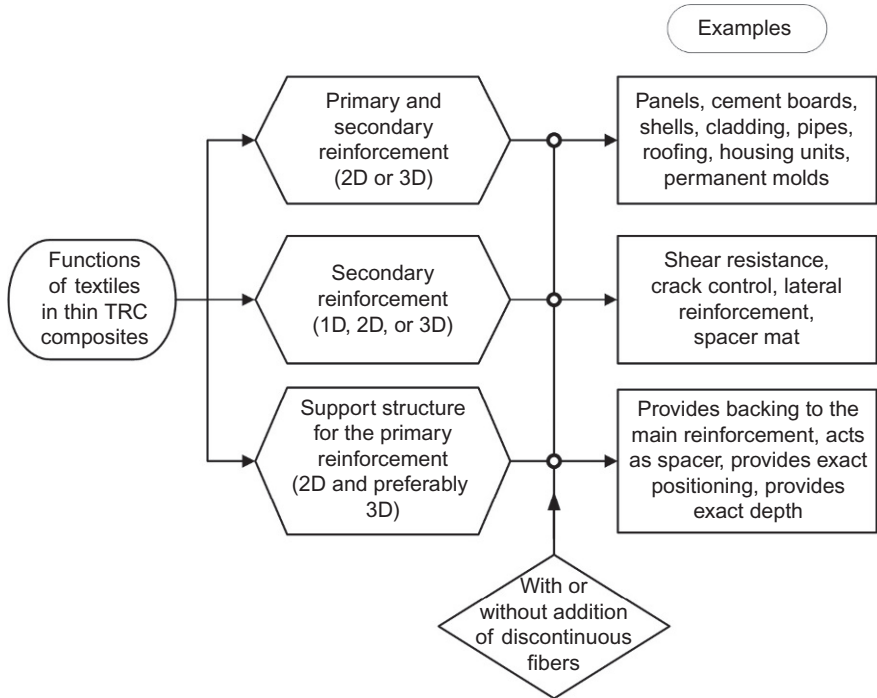 Examples
Primary and
secondary
reinforcement
(2D or 3D)
Panels, cement boards,
shells, cladding, pipes,
roofing, housing units,
permanent molds
Functions
of textiles
in thin TRC
composites
Secondary
reinforcement
(1D, 2D, or 3D)
Shear resistance,
crack control, lateral
reinforcement,
spacer mat
Support structure
for the primary
reinforcement
(2D and preferably
3D)
Provides backing to the
main reinforcement, acts
as spacer, provides exact
positioning, provides
exact depth
With or
without addition
of discontinuous
fibers